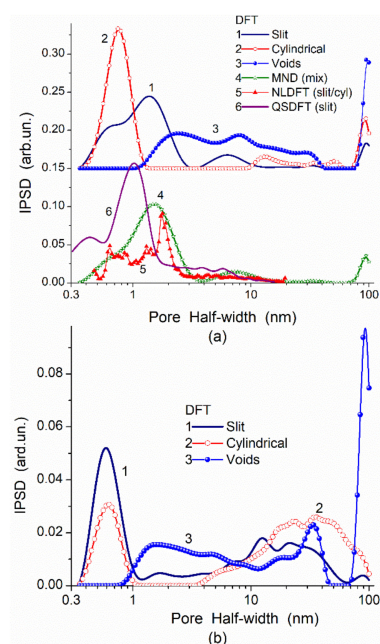 DFT
1 Slit
2 Cylindrical
3 Voids
4 MND (mix)
5 NLDFT (slit/cyl)
6 QSDFT (slit)
2
1
3
6
4
5
IPSD (arb.un.)
0.30
0.25
0.20
0.15
0.10
0.05
0.00
0.3 1 10 100
Pore Half-width (nm)
(a)
DFT
1 Slit
2 Cylindrical
3 Voids
1
2
3
IPSD (ard.un.)
0.08
0.06
0.04
0.02
0.00
0.3 1 10 100
Pore Half-width (nm)
(b)